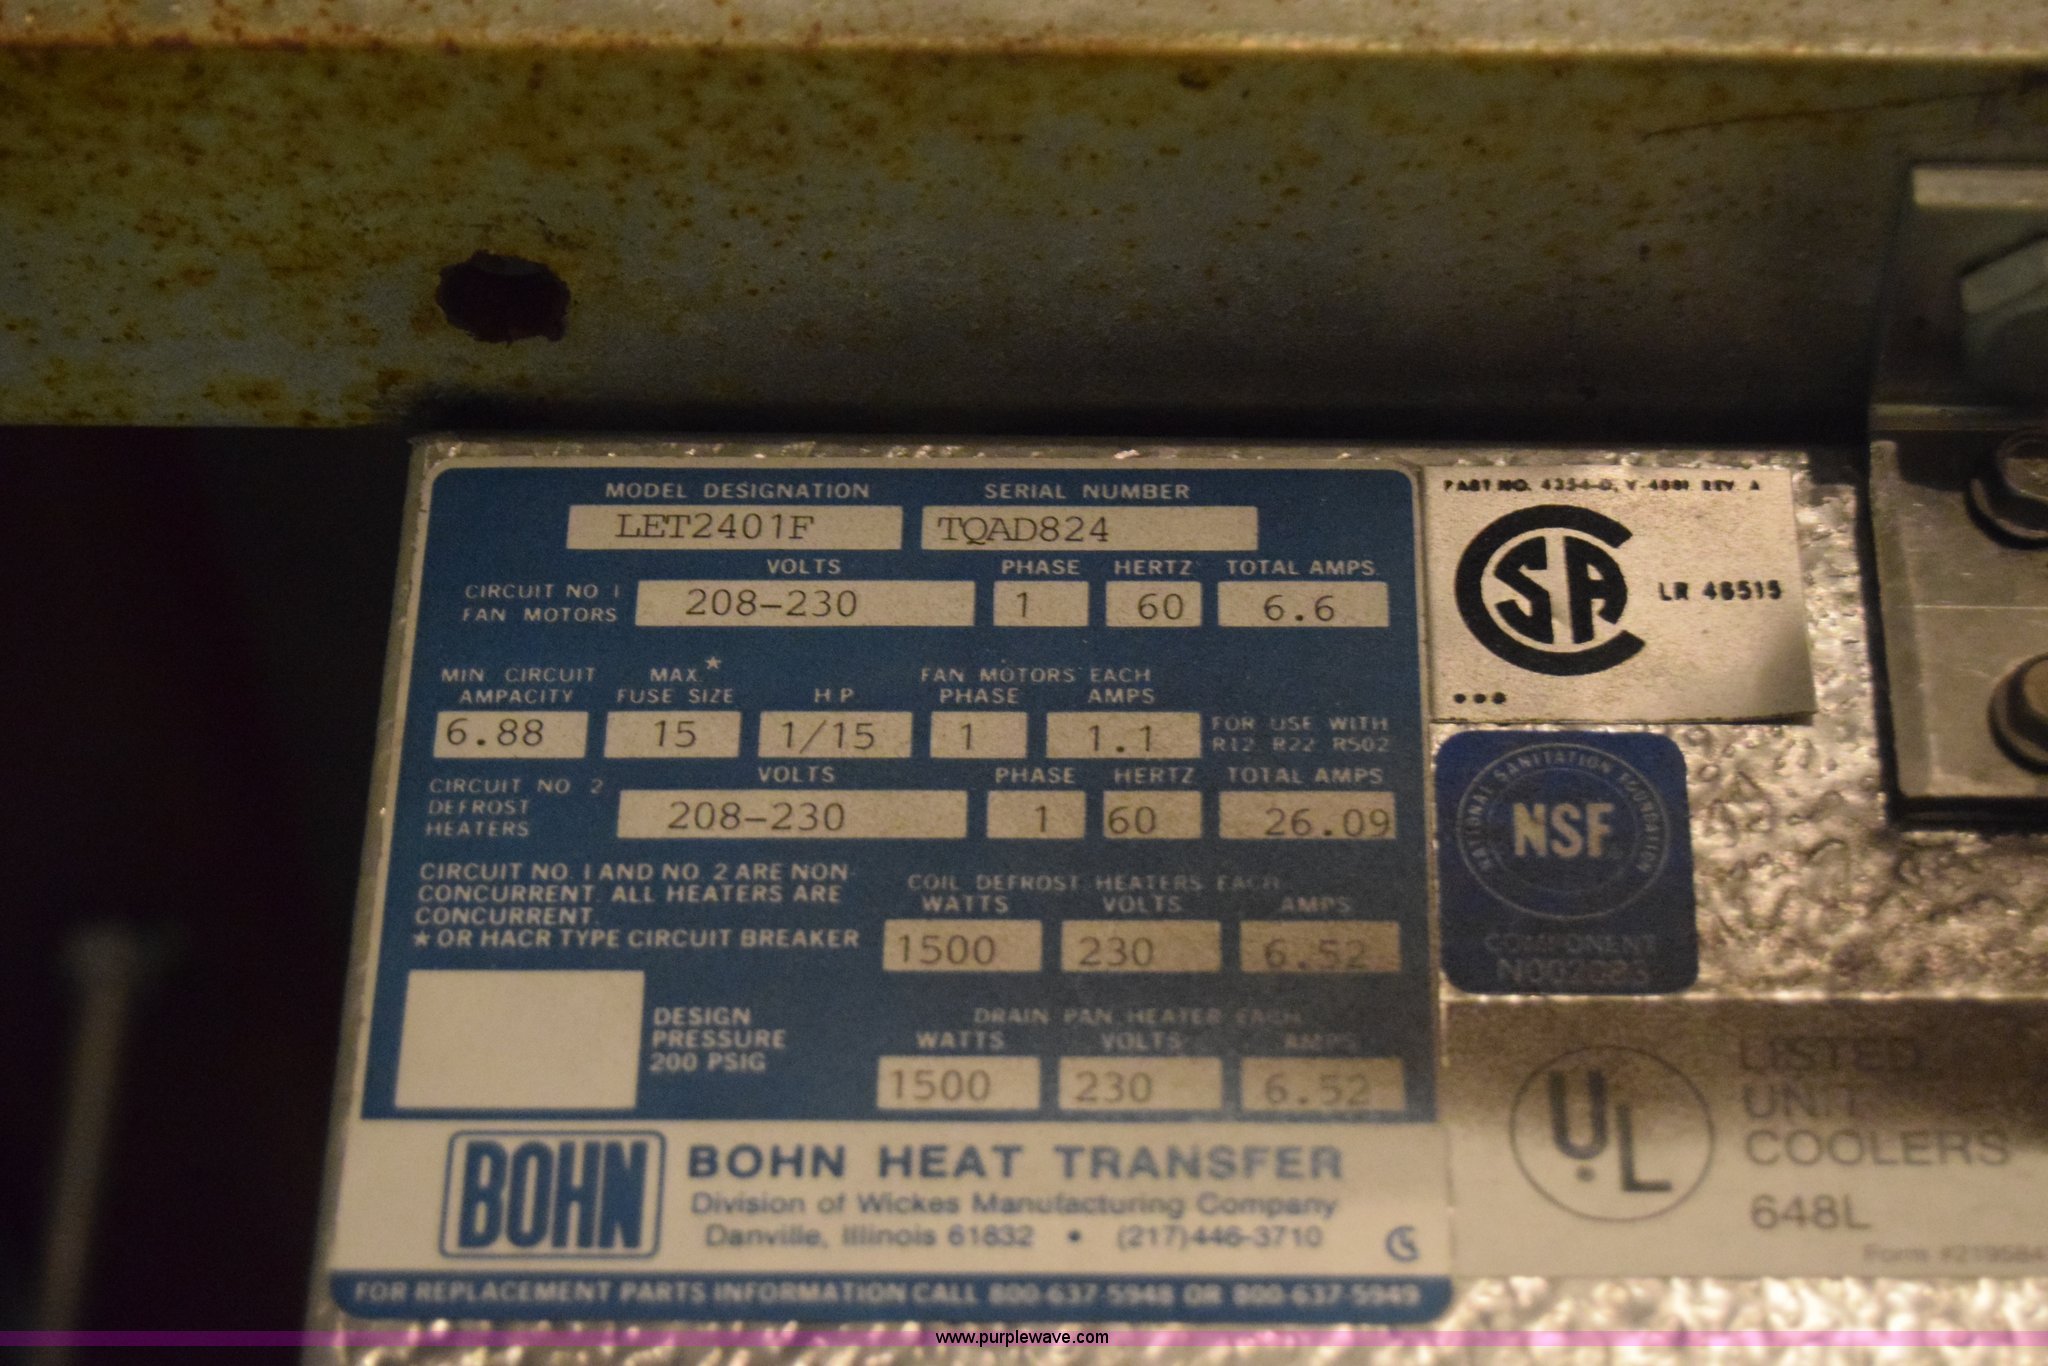 MODEL DESIGNATION SERIAL NUMBER
LET2401F TQAD824
VOLTS PHASE HERTZ TOTAL AMPS
CIRCUIT NO 1
FAN MOTORS 208-230 1 60 6.6
MIN. CIRCUIT AMPACITY MAX.* FUSE SIZE H P FAN MOTORS EACH
PHASE AMPS
6.88 15 1/15 1 1.1 FOR USE WITH
R12 R22 R502
VOLTS PHASE HERTZ TOTAL AMPS
CIRCUIT NO 2
DEFROST
HEATERS 208-230 1 60 26.09
CIRCUIT NO. 1 AND NO. 2 ARE NON-
CONCURRENT. ALL HEATERS ARE
CONCURRENT.
* OR HACR TYPE CIRCUIT BREAKER
COIL DEFROST HEATERS EACH
WATTS VOLTS AMPS
1500 230 6.52
DESIGN
PRESSURE
200 PSIG
DRAIN PAN HEATER EACH
WATTS VOLTS AMPS
1500 230 6.52
BOHN
BOHN HEAT TRANSFER
Division of Wickes Manufacturing Company
Danville, Illinois 61832 • (217)446-3710
FOR REPLACEMENT PARTS INFORMATION CALL 800-637-5948 OR 800-637-5949
PART NO. REV. A
CSA
LR 48515
NATIONAL SANITATION FOUNDATION
NSF
COMPONENT
UL
LISTED
UNIT
COOLERS
648L
www.purplewave.com